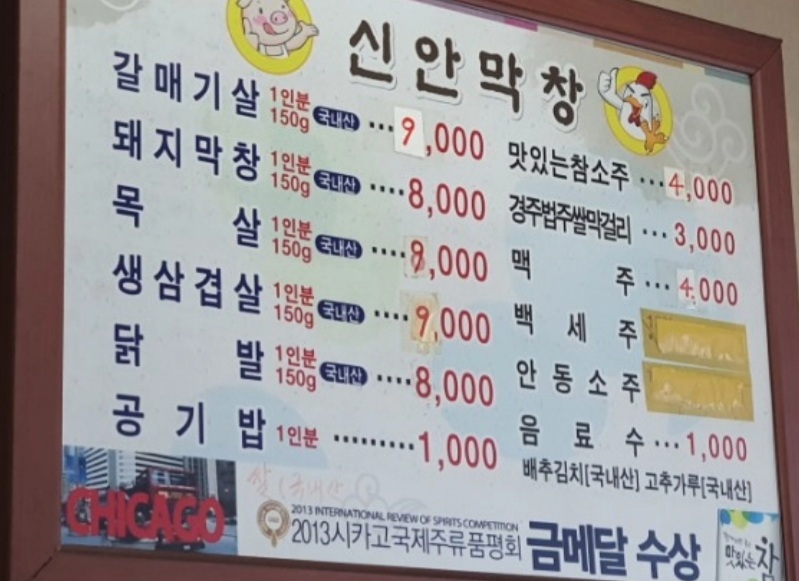 신안막창
갈매기살 1인분 150g 국내산 ...9,000
돼지막창 1인분 150g 국내산 ....8,000
목살 1인분 150g 국내산 ....9,000
생삼겹살 1인분 150g 국내산 ....9,000
닭발 1인분 150g 국내산 ....8,000
공기밥 1인분 .........1,000
쌀 (국내산
맛있는참소주 ...4,000
경주법주쌀막걸리 ...3,000
맥주 ...4,000
백세주
안동소주
음료수 ...1,000
배추김치[국내산] 고추가루[국내산]
CHICAGO
2013 INTERNATIONAL REVIEW OF SPIRITS COMPETITION
2013시카고국제주류품평회 금메달 수상
맛있는 참